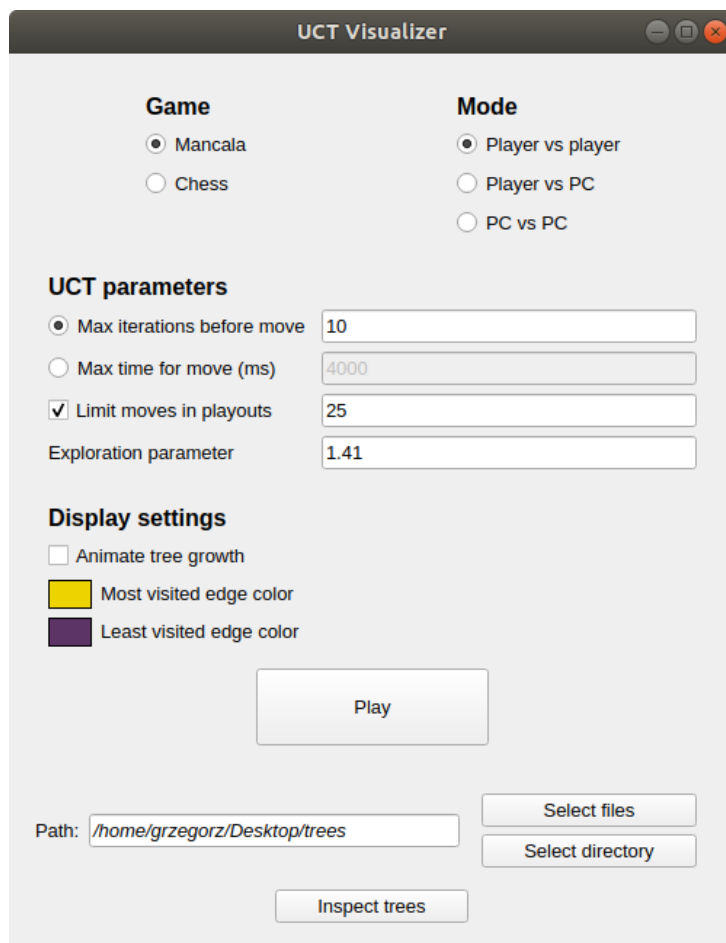 UCT Visualizer
Game
Mancala
Chess
Mode
Player vs player
Player vs PC
PC vs PC
UCT parameters
Max iterations before move 10
Max time for move (ms) 4000
Limit moves in playouts 25
Exploration parameter 1.41
Display settings
Animate tree growth
Most visited edge color
Least visited edge color
Play
Path: /home/grzegorz/Desktop/trees
Select files
Select directory
Inspect trees